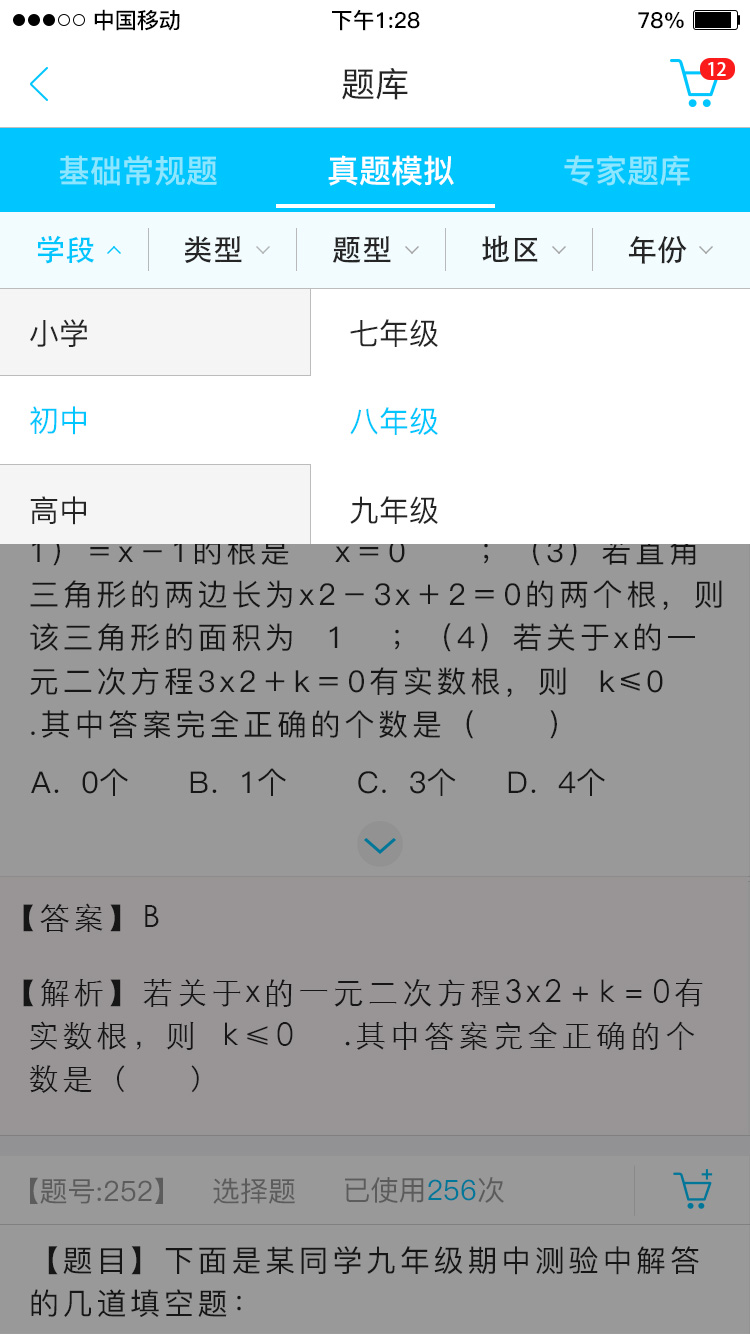 中国移动 下午1:28 78%
题库 12
基础常规题 真题模拟 专家题库
学段 类型 题型 地区 年份
小学 七年级
初中 八年级
高中 九年级
1）＝x－1的根是 x＝0 ；（3）若直角
三角形的两边长为x2－3x＋2＝0的两个根，则
该三角形的面积为 1 ；（4）若关于x的一
元二次方程3x2＋k＝0有实数根，则 k≤0
.其中答案完全正确的个数是（ ）
A. 0个 B. 1个 C. 3个 D. 4个
【答案】B
【解析】若关于x的一元二次方程3x2＋k＝0有
实数根，则 k≤0 .其中答案完全正确的个
数是（ ）
【题号:252】 选择题 已使用256次
【题目】下面是某同学九年级期中测验中解答
的几道填空题：